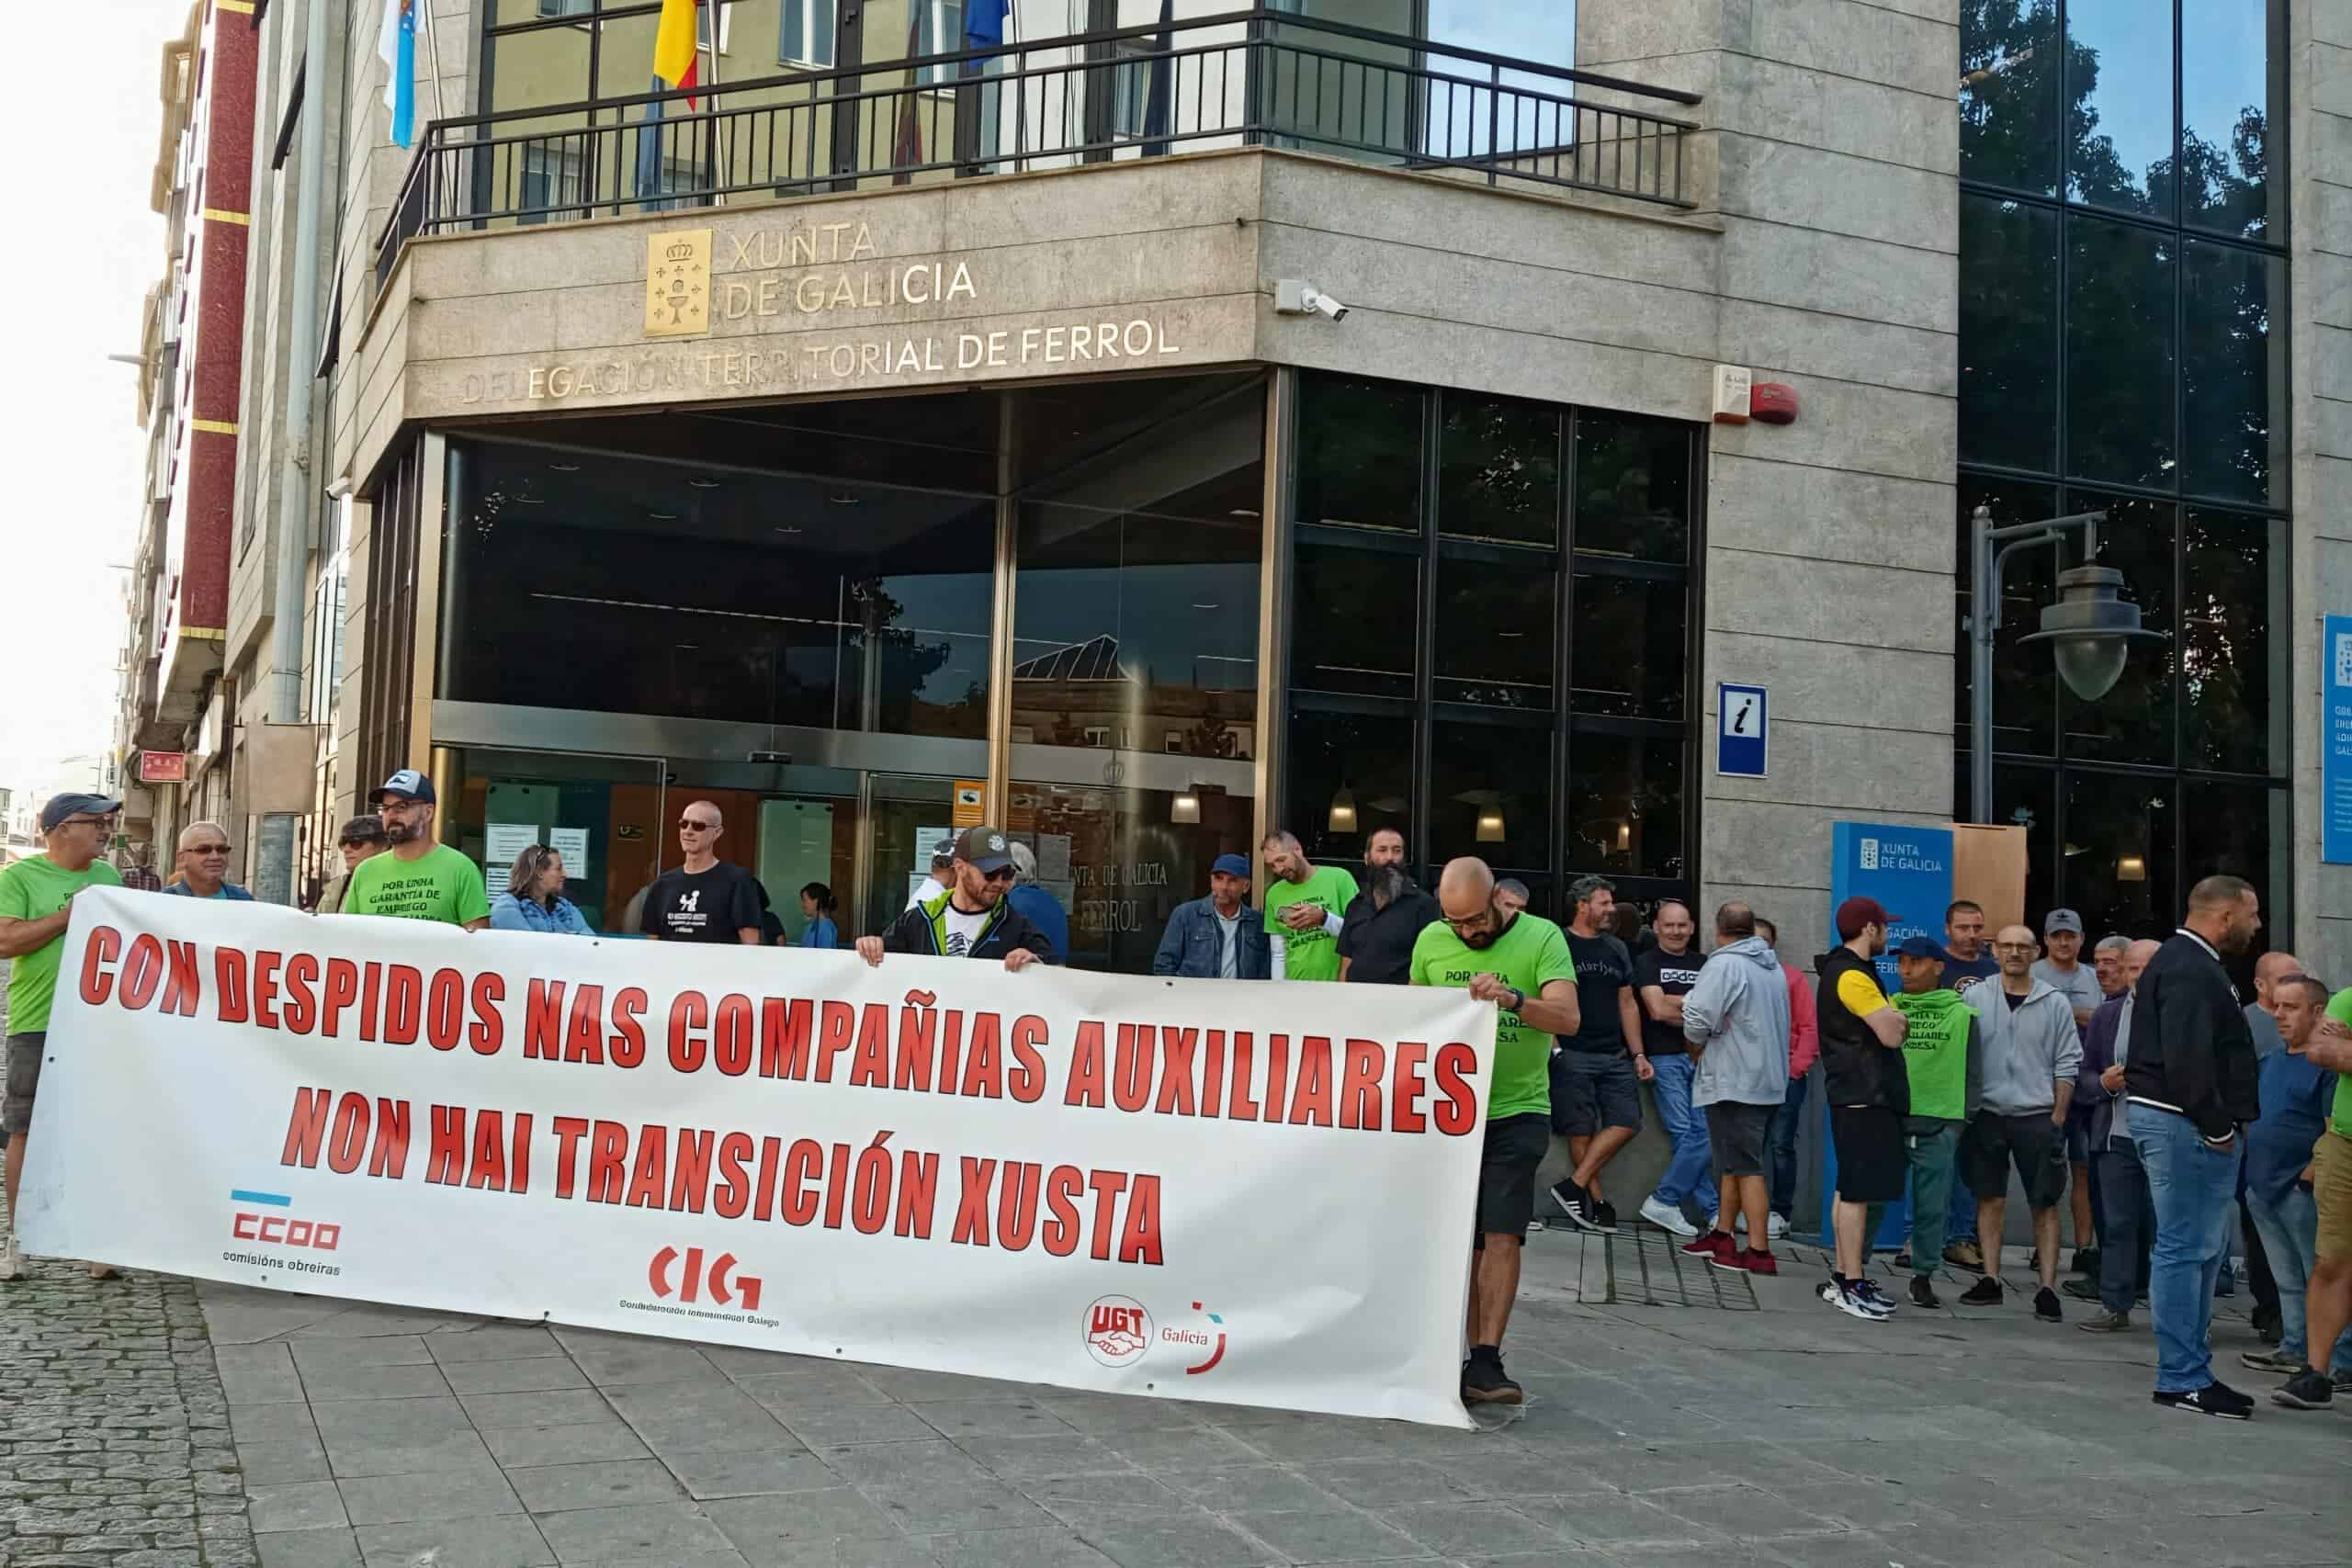 XUNTA
DE GALICIA
DELEGACIÓN TERRITORIAL DE FERROL
i
XUNTA
DE GALICIA
FERROL
XUNTA
DE GALICIA
POR UNHA
GARANTÍA DE
EMPREGO
CON DESPIDOS NAS COMPAÑIAS AUXILIARES
NON HAI TRANSICIÓN XUSTA
CCOO
comisións obreiras
CIG
Galega
UGT
Galicia